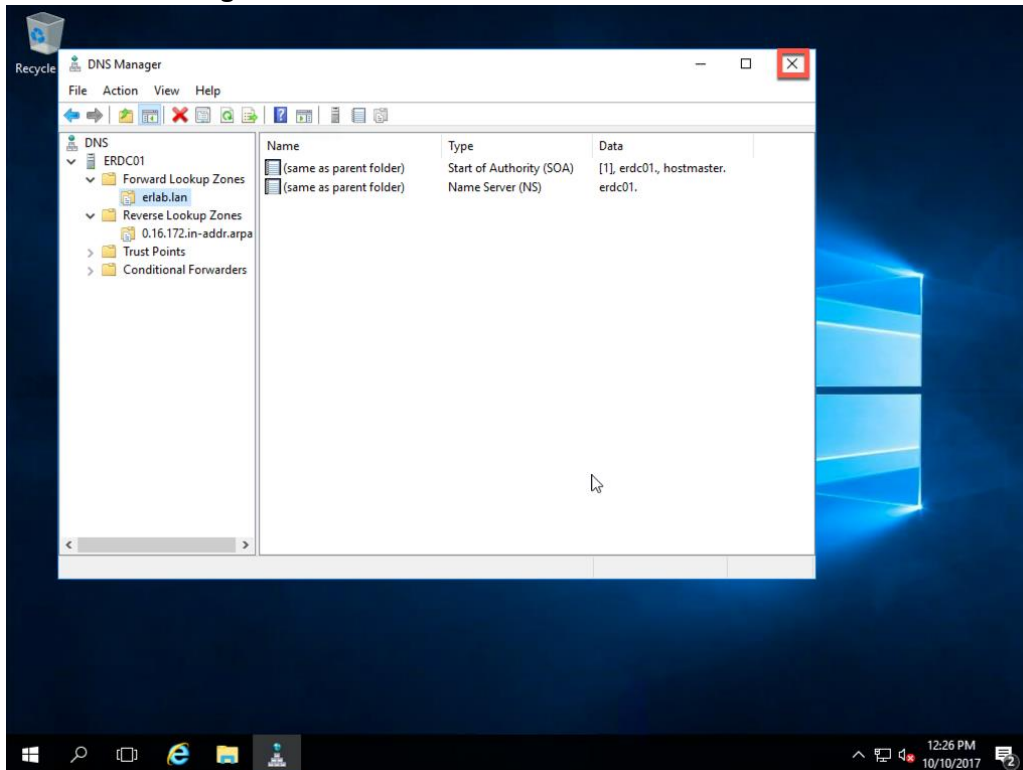 Recycle
DNS Manager
File Action View Help
DNS
ERDC01
Forward Lookup Zones
erlab.lan
Reverse Lookup Zones
0.16.172.in-addr.arpa
Trust Points
Conditional Forwarders
Name Type Data
(same as parent folder) Start of Authority (SOA) [1], erdc01., hostmaster.
(same as parent folder) Name Server (NS) erdc01.
12:26 PM
10/10/2017
2